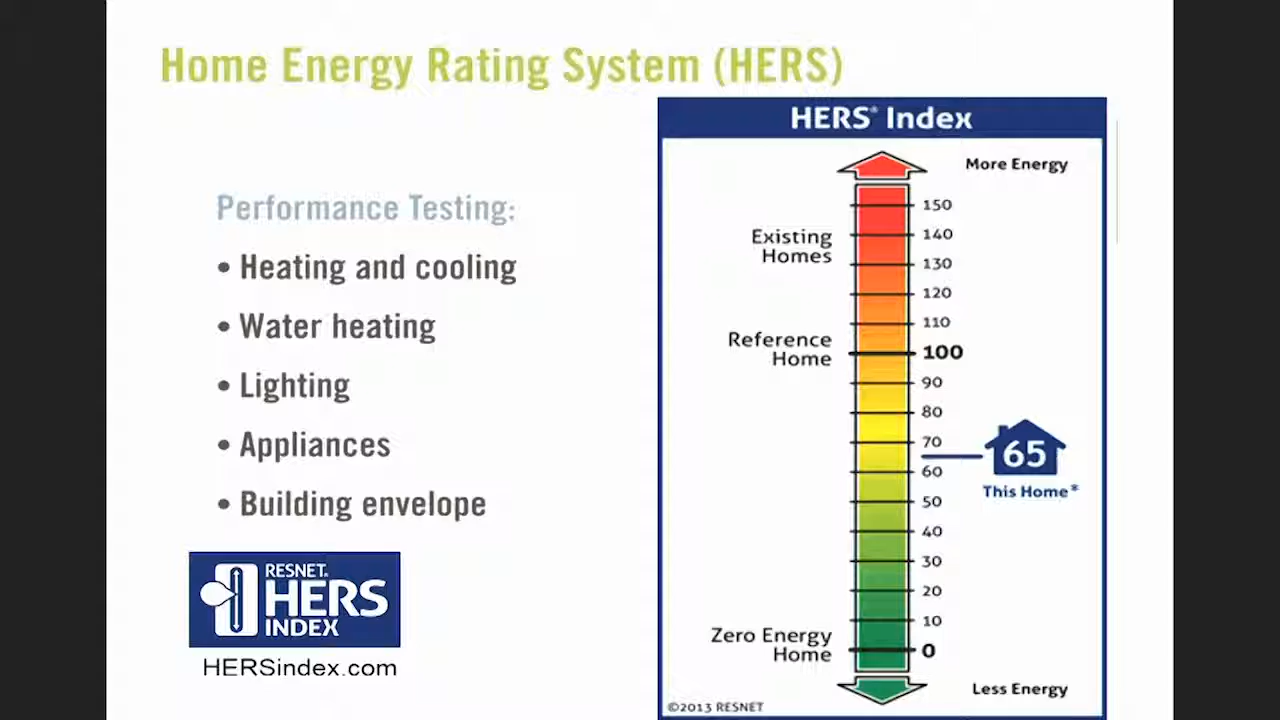 Home Energy Rating System (HERS)
Performance Testing:
• Heating and cooling
• Water heating
• Lighting
• Appliances
• Building envelope
RESNET®
HERS
INDEX
HERSindex.com
HERS® Index
More Energy
150
140
Existing
Homes
130
120
110
Reference
Home
100
90
80
70
60
65
This Home*
50
40
30
20
10
Zero Energy
Home
0
Less Energy
©2013 RESNET